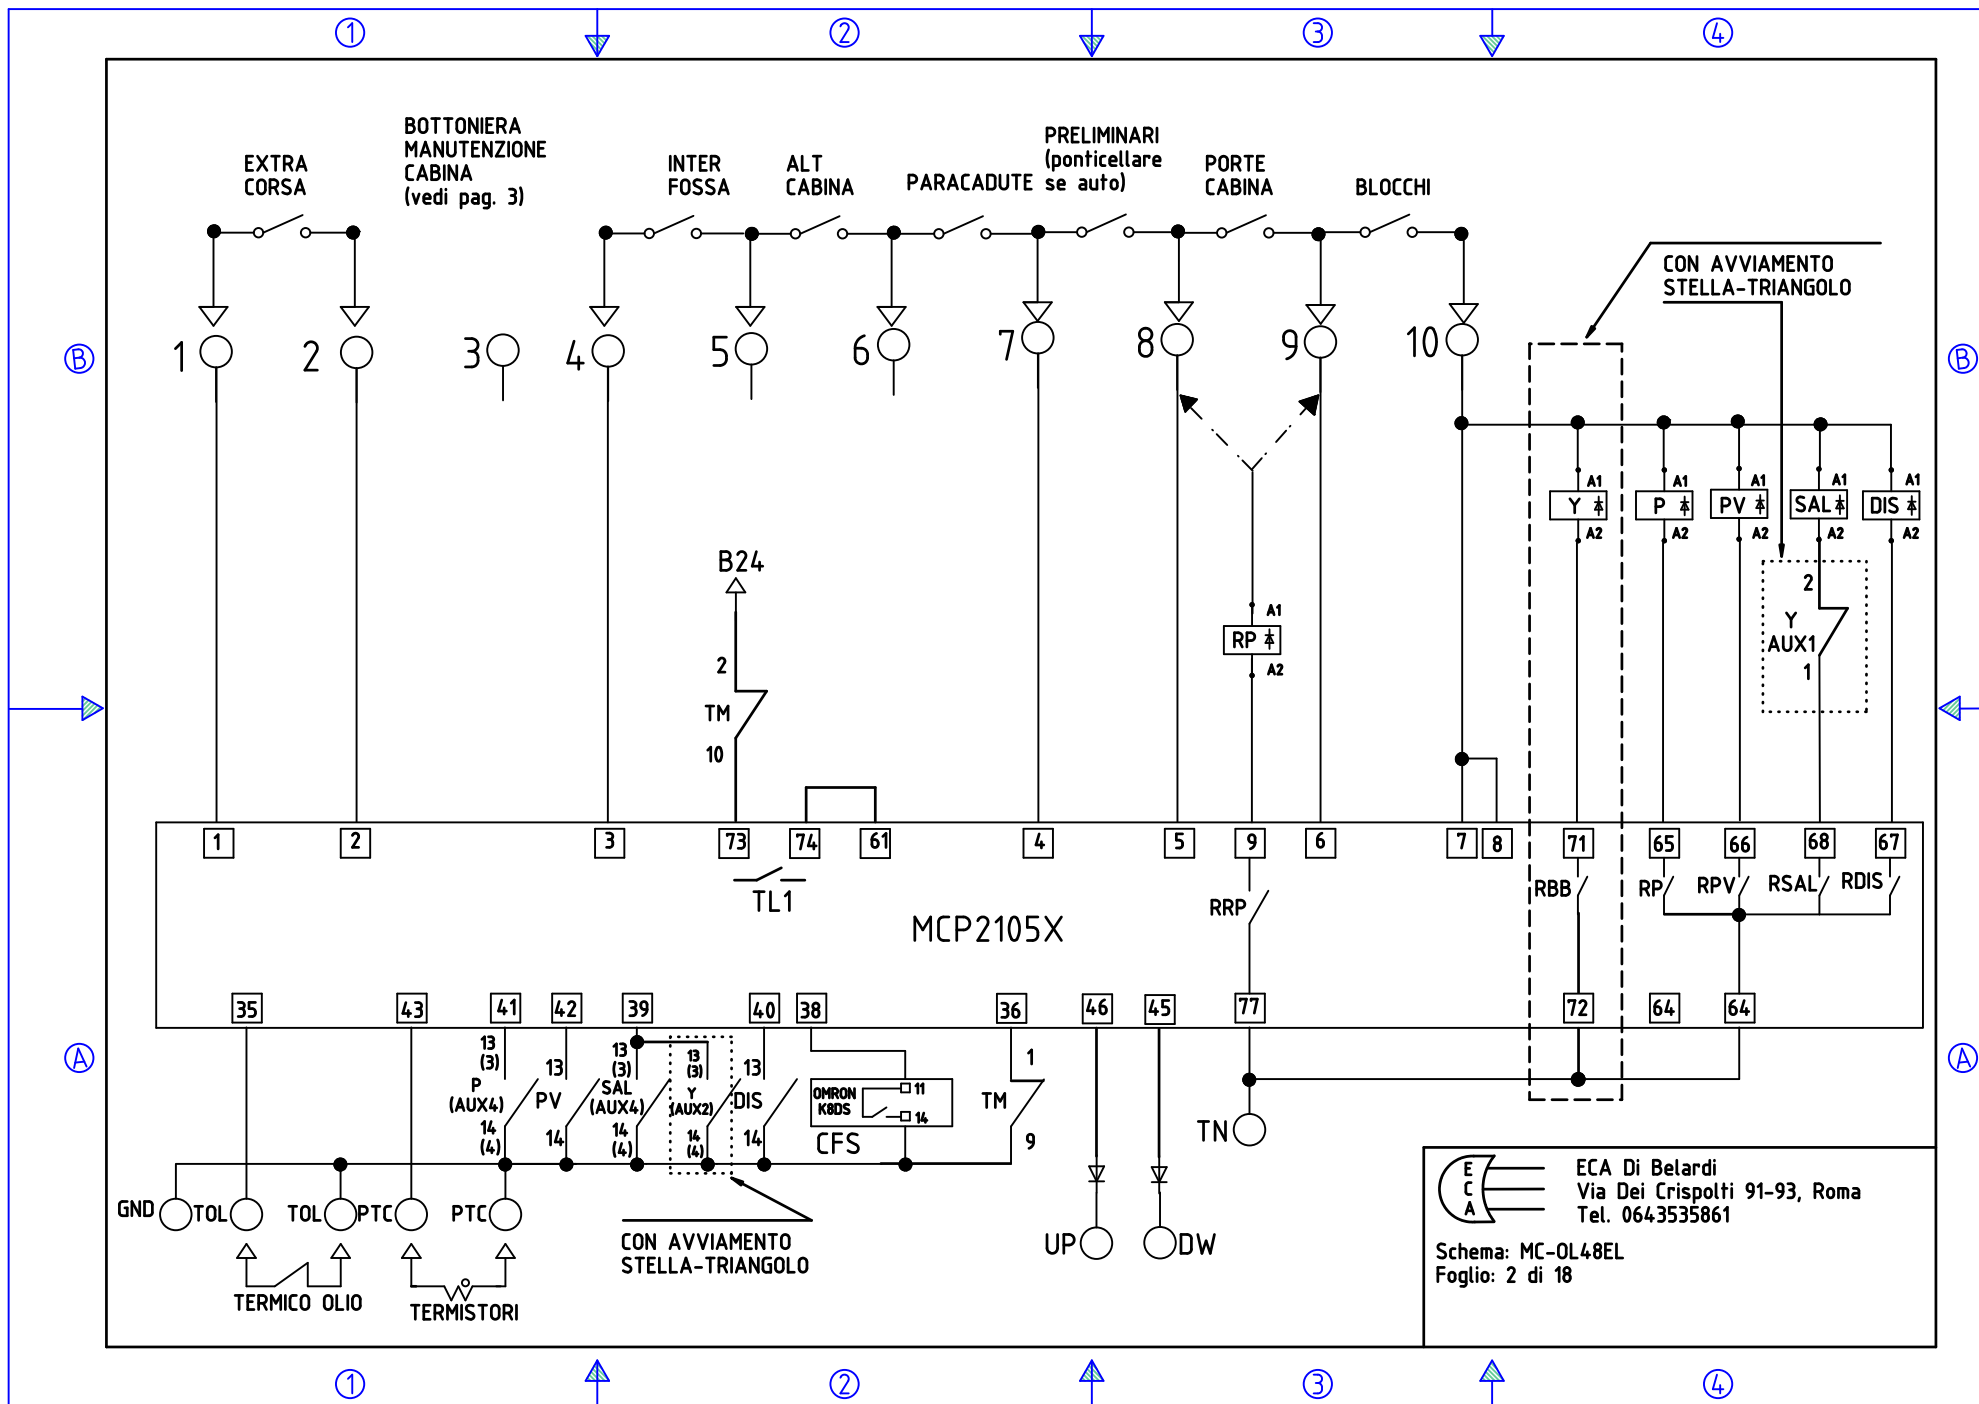 1
2
3
4
BOTTONIERA
MANUTENZIONE
CABINA
(vedi pag. 3)
EXTRA
CORSA
INTER
FOSSA
ALT
CABINA
PARACADUTE
PRELIMINARI
(ponticellare
se auto)
PORTE
CABINA
BLOCCHI
CON AVVIAMENTO
STELLA-TRIANGOLO
B
B
1
2
3
4
5
6
7
8
9
10
A1 A1 A1 A1 A1
Y P PV SAL DIS
A2 A2 A2 A2 A2
B24
2
TM
10
A1
RP
A2
2
Y
AUX1
1
1 2 3 73 74 61 4 5 9 6 7 8 71 65 66 68 67
TL1
MCP2105X
RRP
RBB RP RPV RSAL RDIS
35 43 41 42 39 40 38 36 46 45 77 72 64 64
A
A
13
(3)
P
(AUX4)
14
(4)
13
PV
14
13
(3)
SAL
(AUX4)
14
(4)
13
(3)
Y
(AUX2)
14
(4)
13
DIS
14
OMRON
K8DS
11
14
CFS
1
TM
9
TN
GND TOL TOL PTC PTC
UP DW
TERMICO OLIO
TERMISTORI
CON AVVIAMENTO
STELLA-TRIANGOLO
E
C
A
ECA Di Belardi
Via Dei Crispolti 91-93, Roma
Tel. 0643535861
Schema: MC-OL48EL
Foglio: 2 di 18
1
2
3
4